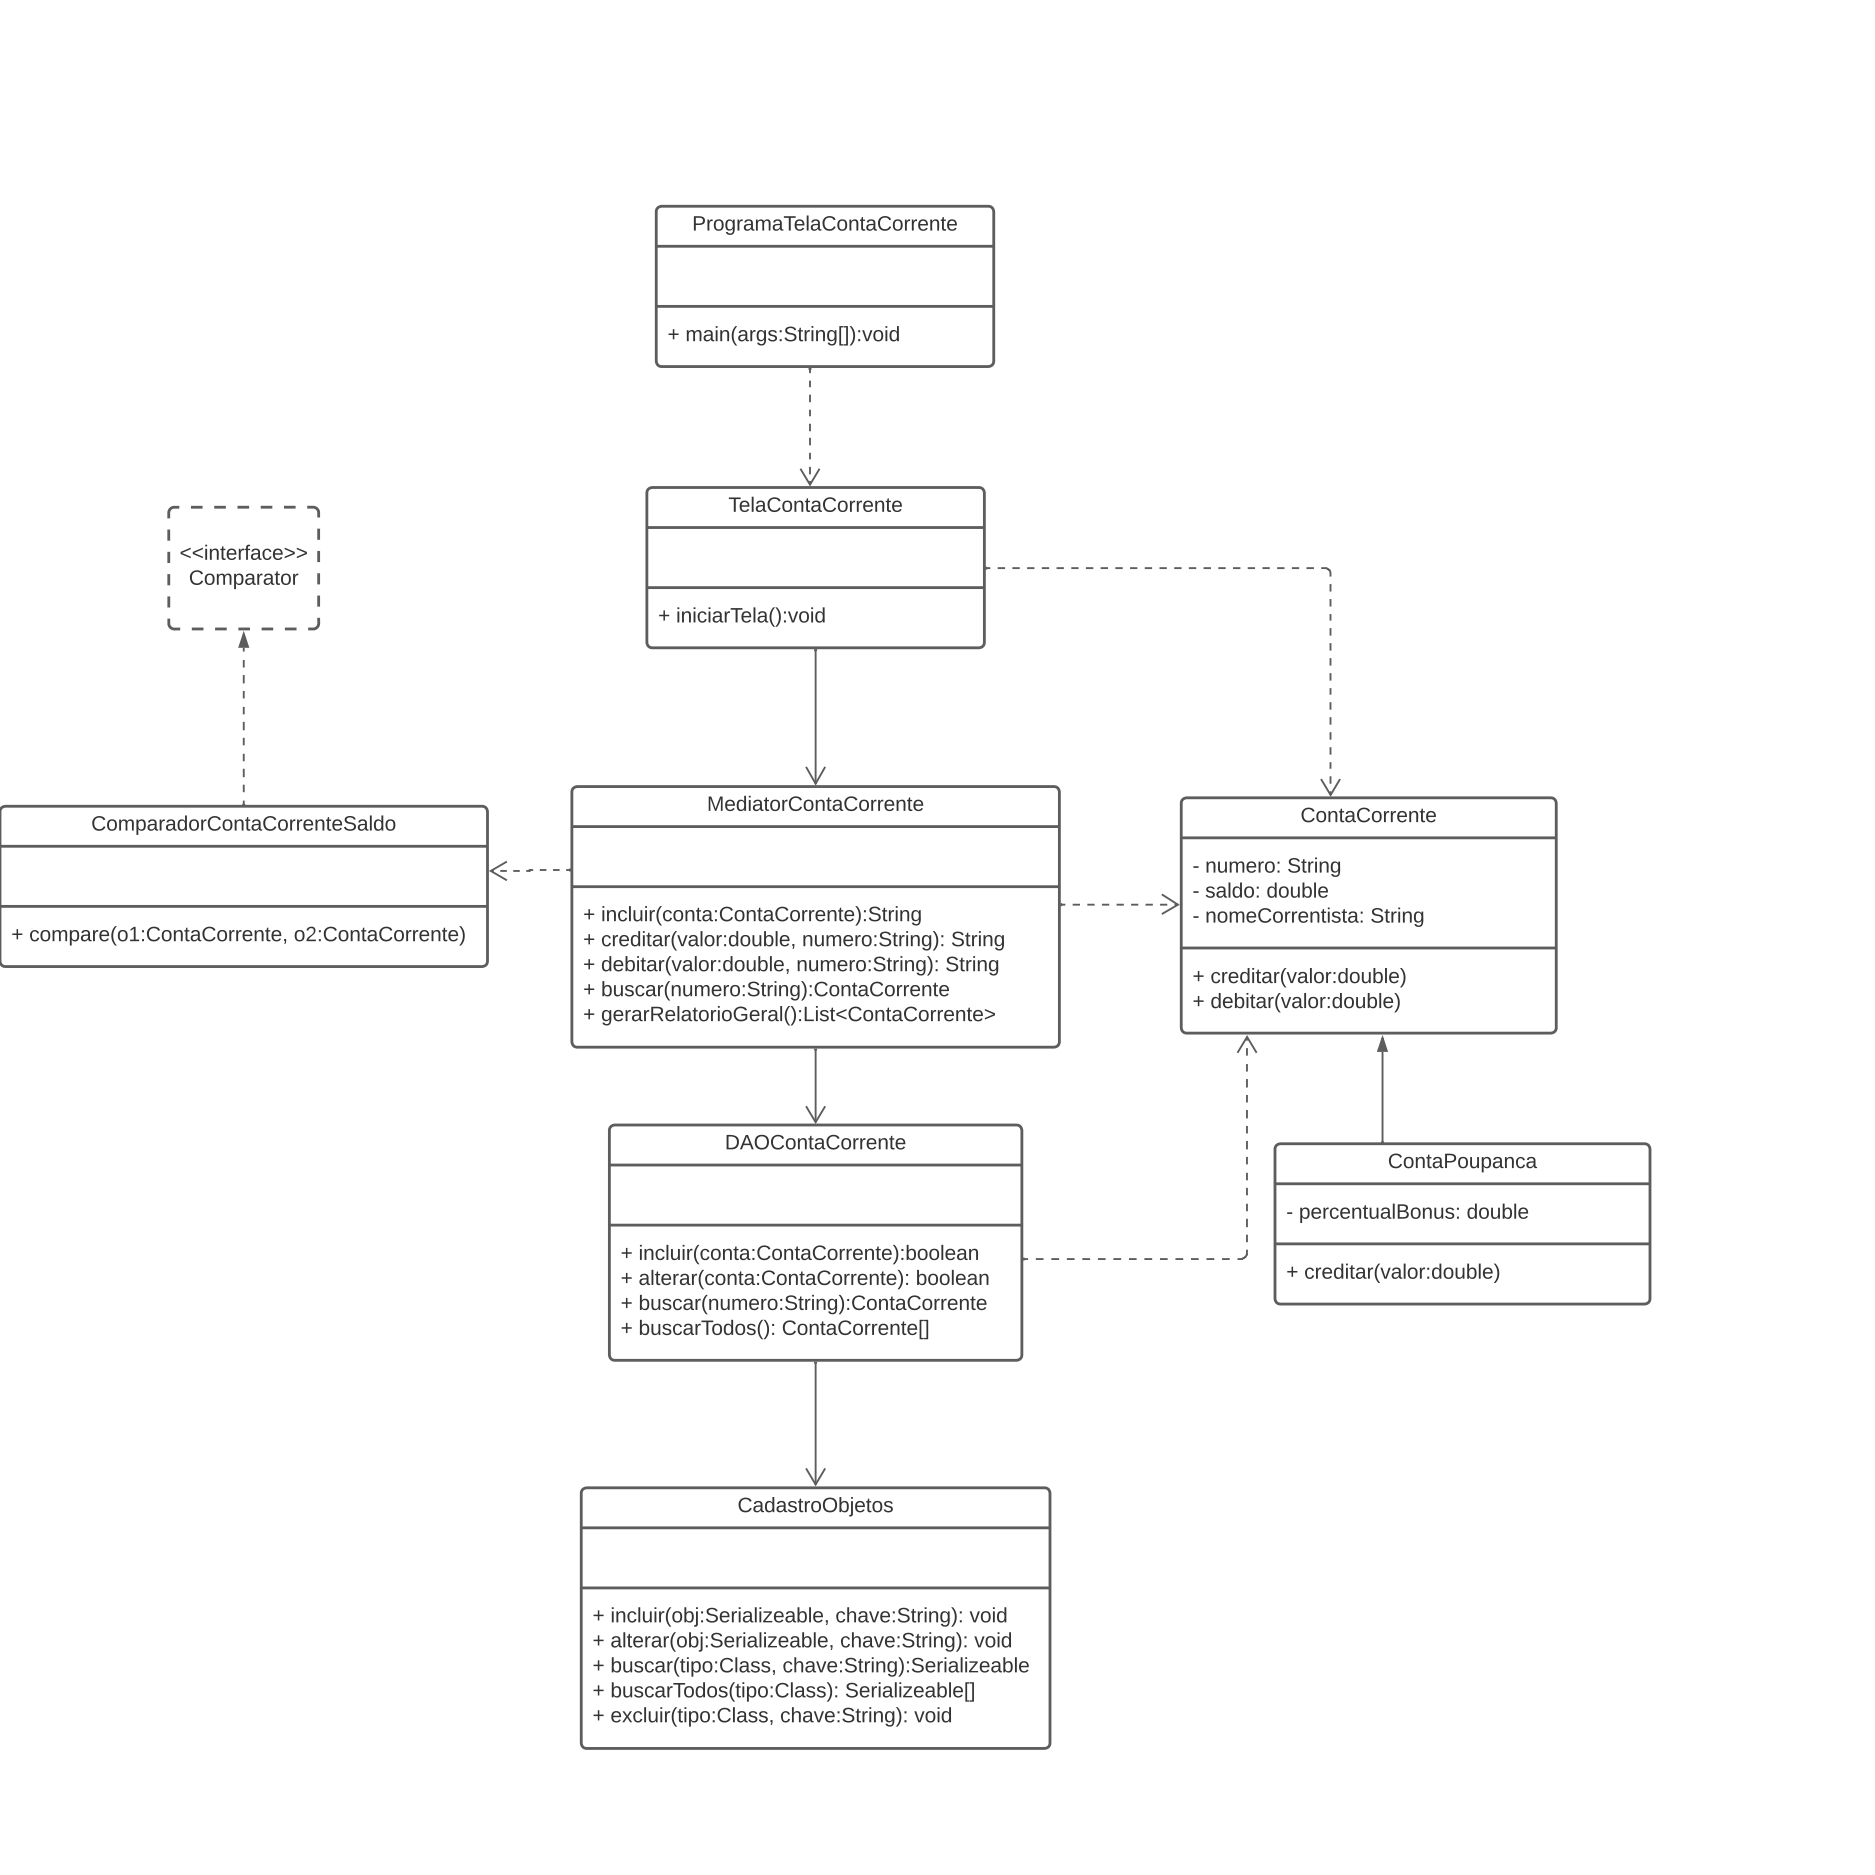 ProgramaTelaContaCorrente
+ main(args:String[]):void
TelaContaCorrente
+ iniciarTela():void
<<interface>>
Comparator
ComparadorContaCorrenteSaldo
+ compare(o1:ContaCorrente, o2:ContaCorrente)
MediatorContaCorrente
+ incluir(conta:ContaCorrente):String
+ creditar(valor:double, numero:String): String
+ debitar(valor:double, numero:String): String
+ buscar(numero:String):ContaCorrente
+ gerarRelatorioGeral():List<ContaCorrente>
ContaCorrente
- numero: String
- saldo: double
- nomeCorrentista: String
+ creditar(valor:double)
+ debitar(valor:double)
DAOContaCorrente
+ incluir(conta:ContaCorrente):boolean
+ alterar(conta:ContaCorrente): boolean
+ buscar(numero:String):ContaCorrente
+ buscarTodos(): ContaCorrente[]
ContaPoupanca
- percentualBonus: double
+ creditar(valor:double)
CadastroObjetos
+ incluir(obj:Serializeable, chave:String): void
+ alterar(obj:Serializeable, chave:String): void
+ buscar(tipo:Class, chave:String):Serializeable
+ buscarTodos(tipo:Class): Serializeable[]
+ excluir(tipo:Class, chave:String): void